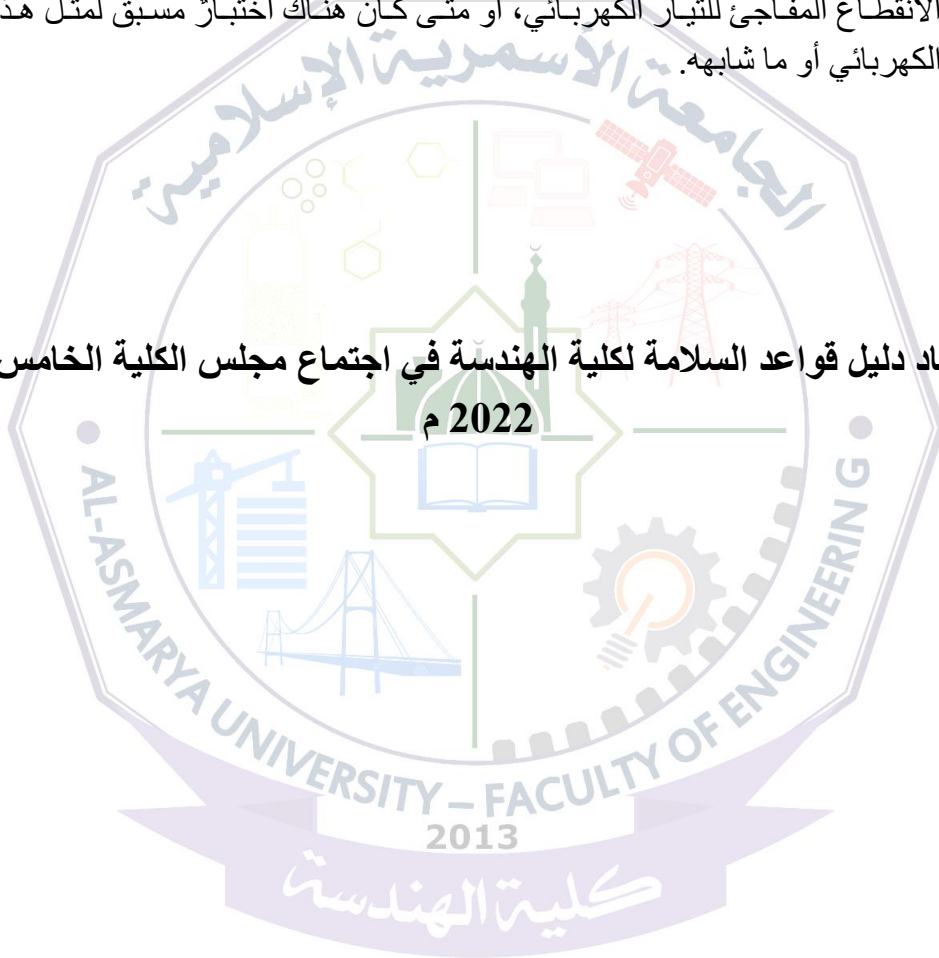 الانقطاع المفاجئ للتيار الكهربائي، أو متى كان هناك اختبارٌ مسبق لمثل
الكهربائي أو ما شابهه.
الجامعة الأسمرية الإسلامية
دليل قواعد السلامة لكلية الهندسة في اجتماع مجلس الكلية الخامس
2022 م
AL-ASMARYA UNIVERSITY – FACULTY OF ENGINEERIN G
2013
كلية الهندسة